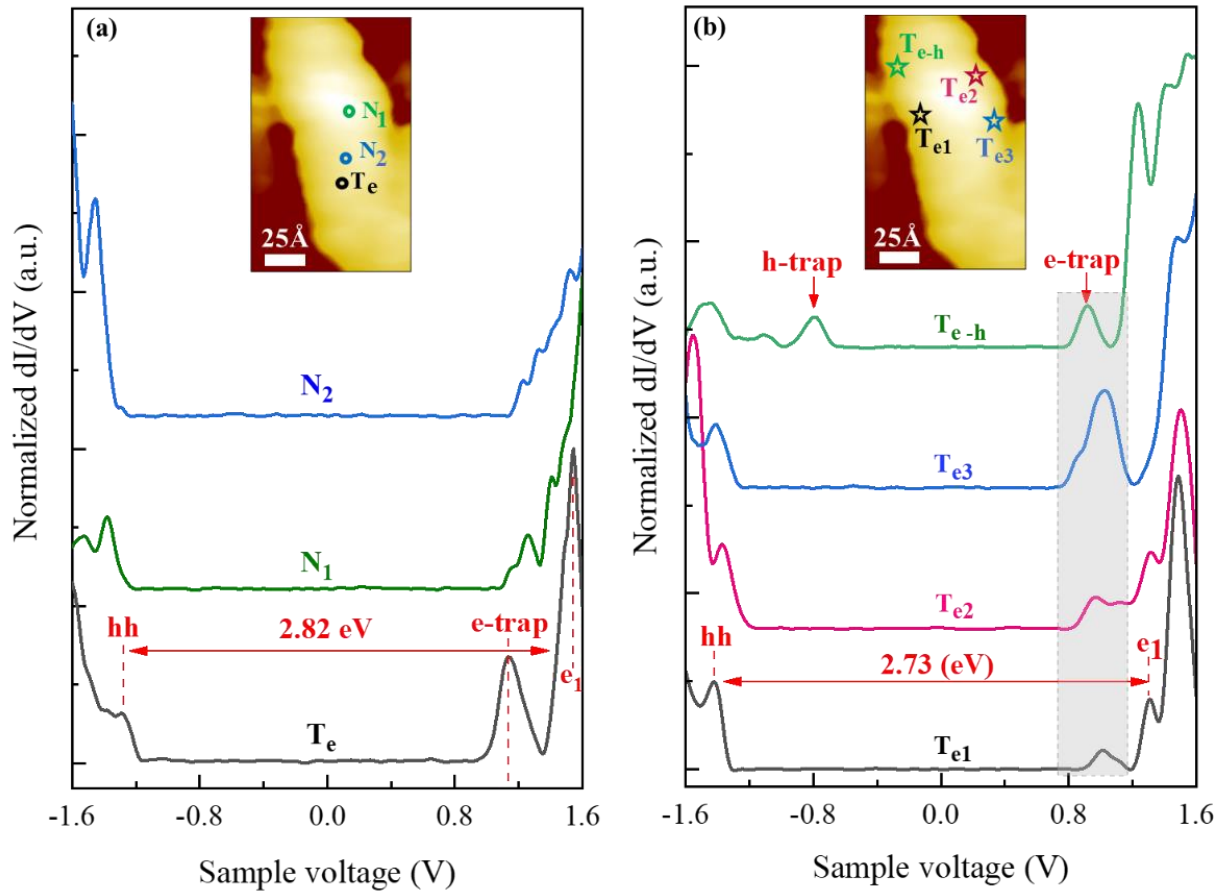 (a)
N₁
N₂
Tₑ
25Å
N₂
N₁
hh
2.82 eV
e-trap
e₁
Tₑ
-1.6
-0.8
0.0
0.8
1.6
Sample voltage (V)
Normalized dI/dV (a.u.)
(b)
Tₑ₋ₕ
Tₑ₂
Tₑ₁
Tₑ₃
25Å
h-trap
e-trap
Tₑ ₋ₕ
Tₑ₃
Tₑ₂
hh
2.73 (eV)
e₁
Tₑ₁
-1.6
-0.8
0.0
0.8
1.6
Sample voltage (V)
Normalized dI/dV (a.u.)